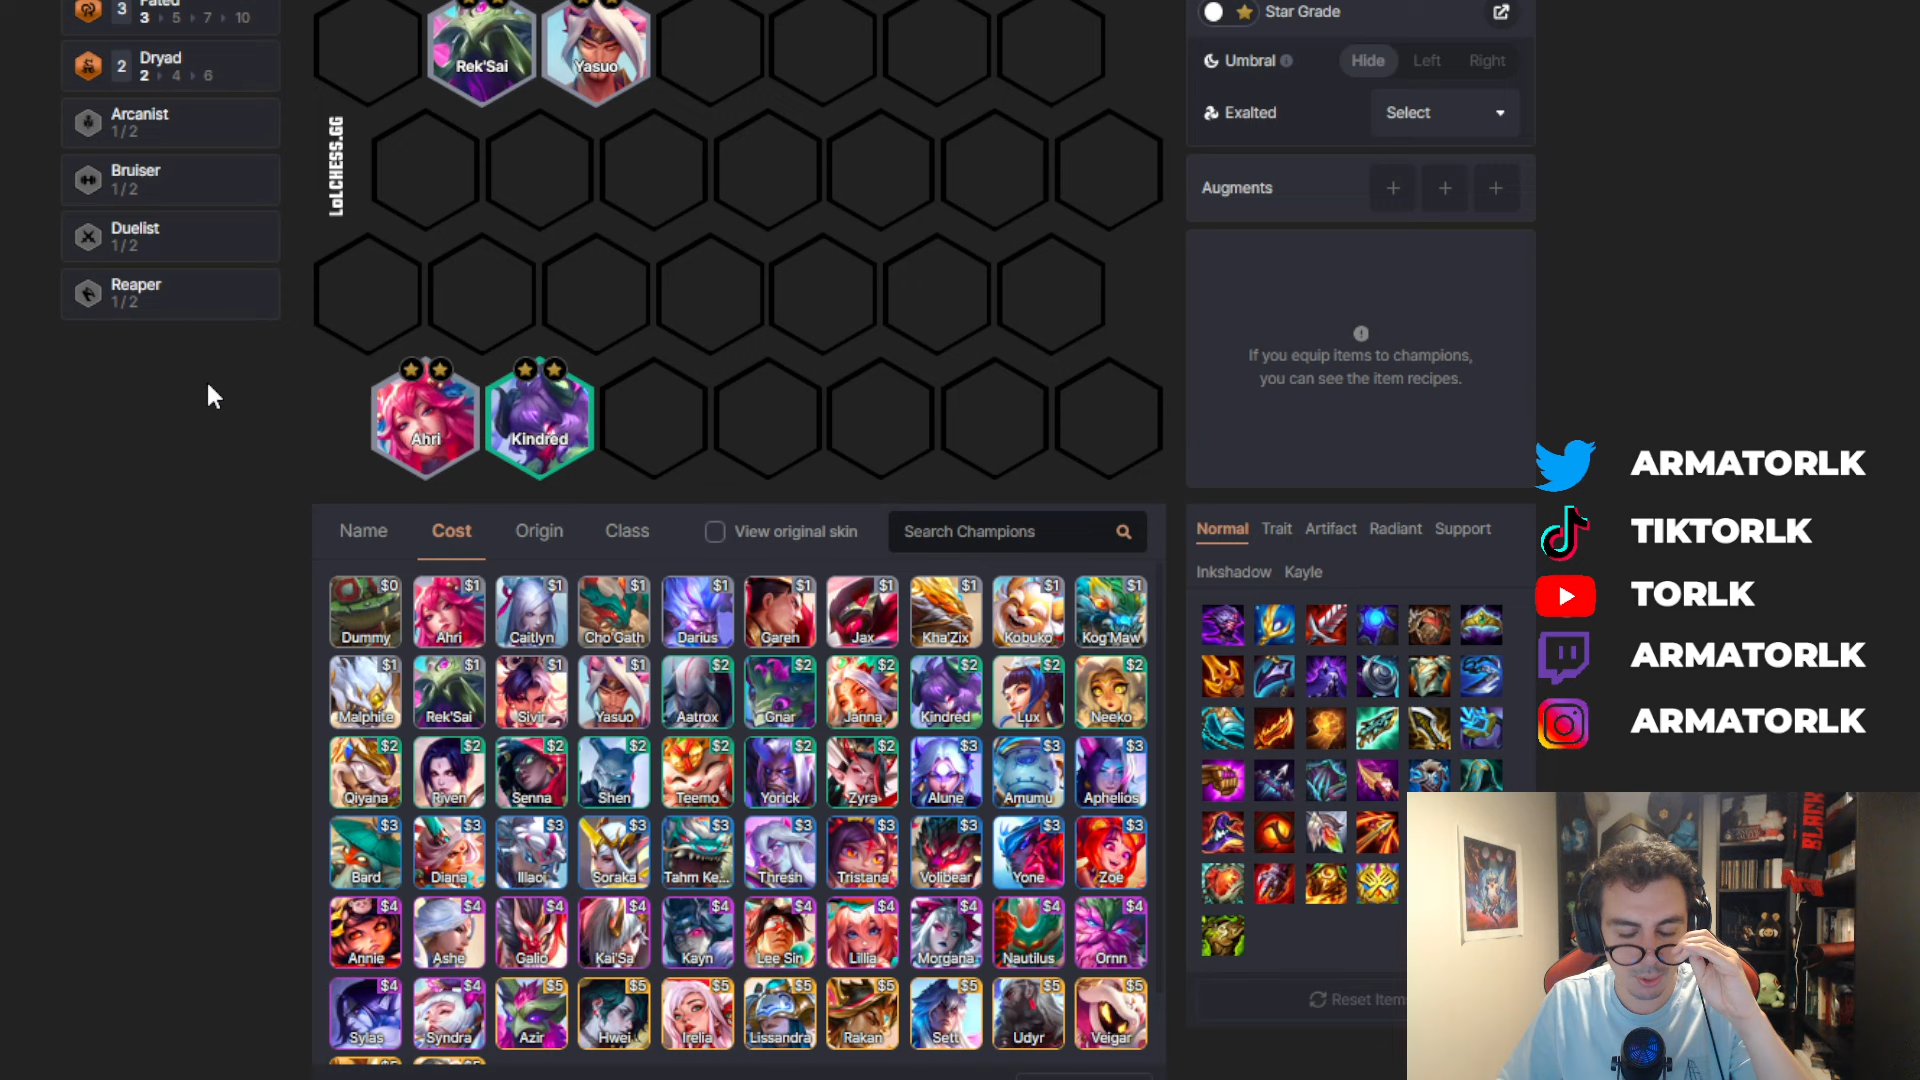 Fated
3
3 5 7 10
Dryad
2
2 4 6
Arcanist
1 / 2
Bruiser
1 / 2
Duelist
1 / 2
Reaper
1 / 2
LoLCHESS.GG
Rek'Sai
Yasuo
Ahri
Kindred
Star Grade
Umbral
Hide
Left
Right
Exalted
Select
Augments
If you equip items to champions,
you can see the item recipes.
ARMATORLK
TIKTORLK
TORLK
ARMATORLK
ARMATORLK
Name
Cost
Origin
Class
View original skin
Search Champions
Normal Trait Artifact Radiant Support
Inkshadow Kayle
$0 $1 $1 $1 $1 $1 $1 $1 $1 $1
Dummy Ahri Caitlyn Cho'Gath Darius Garen Jax Kha'Zix Kobuko Kog'Maw
$1 $1 $1 $1 $2 $2 $2 $2 $2 $2
Malphite Rek'Sai Sivir Yasuo Aatrox Gnar Janna Kindred Lux Neeko
$2 $2 $2 $2 $2 $2 $2 $3 $3 $3
Qiyana Riven Senna Shen Teemo Yorick Zyra Alune Amumu Aphelios
$3 $3 $3 $3 $3 $3 $3 $3 $3 $3
Bard Diana Illaoi Soraka Tahm Ke... Thresh Tristana Volibear Yone Zoe
$4 $4 $4 $4 $4 $4 $4 $4 $4 $4
Annie Ashe Galio Kai'Sa Kayn Lee Sin Lillia Morgana Nautilus Ornn
$4 $4 $5 $5 $5 $5 $5 $5 $5 $5
Sylas Syndra Azir Hwei Irelia Lissandra Rakan Sett Udyr Veigar
Reset Items
BLACK